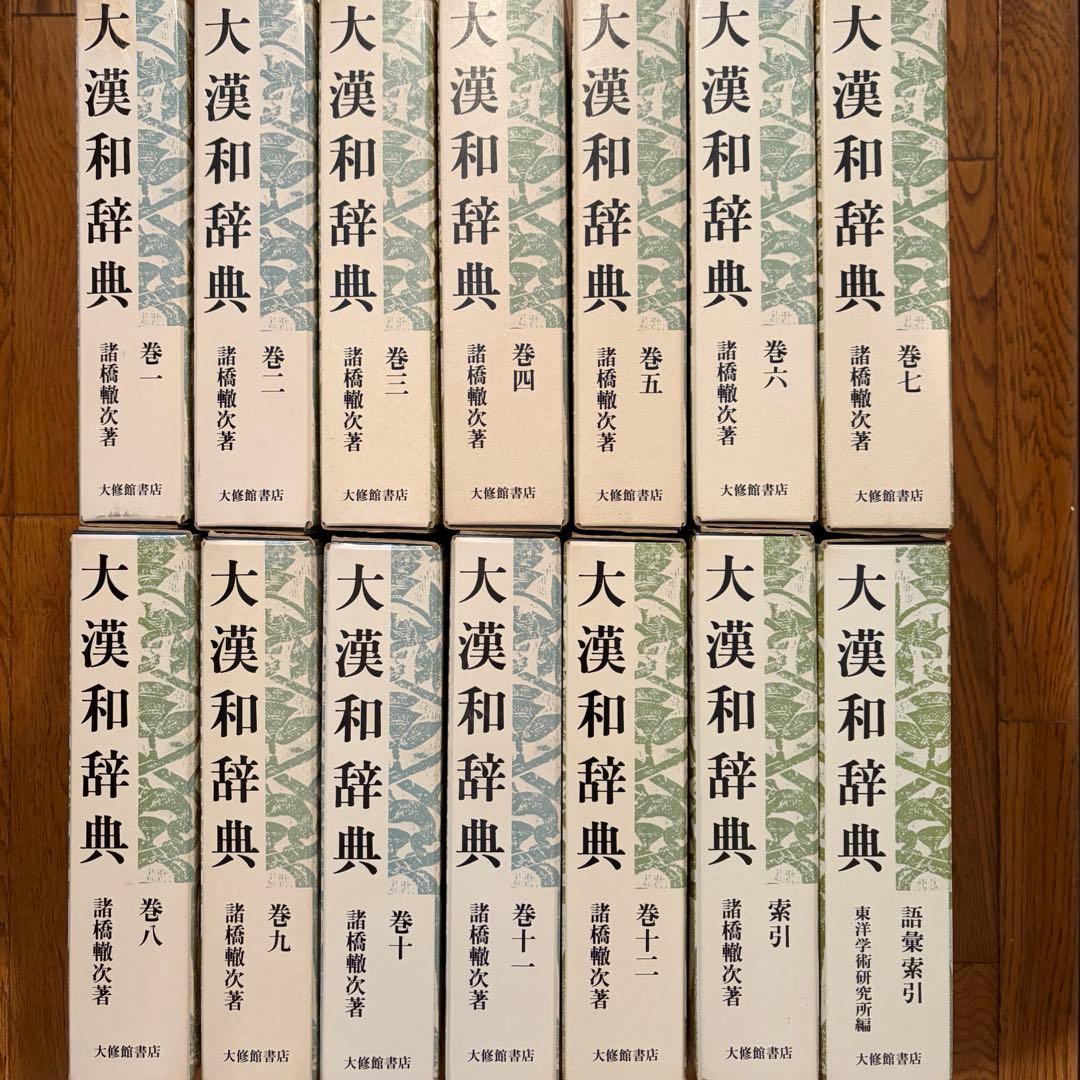 大漢和辞典
巻一
諸橋轍次著
大修館書店
大漢和辞典
巻二
諸橋轍次著
大修館書店
大漢和辞典
巻三
諸橋轍次著
大修館書店
大漢和辞典
巻四
諸橋轍次著
大修館書店
大漢和辞典
巻五
諸橋轍次著
大修館書店
大漢和辞典
巻六
諸橋轍次著
大修館書店
大漢和辞典
巻七
諸橋轍次著
大修館書店
大漢和辞典
巻八
諸橋轍次著
大修館書店
大漢和辞典
巻九
諸橋轍次著
大修館書店
大漢和辞典
巻十
諸橋轍次著
大修館書店
大漢和辞典
巻十一
諸橋轍次著
大修館書店
大漢和辞典
巻十二
諸橋轍次著
大修館書店
大漢和辞典
索引
諸橋轍次著
大修館書店
大漢和辞典
語彙索引
東洋学術研究所編
大修館書店